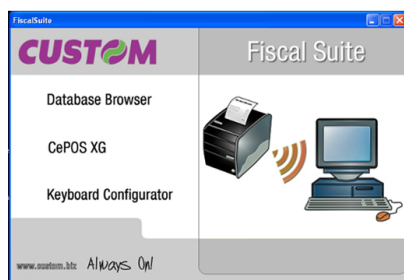 FiscalSuite
CUSTOM
Fiscal Suite
Database Browser
CePOS XG
Keyboard Configurator
www.custom.biz Always On!